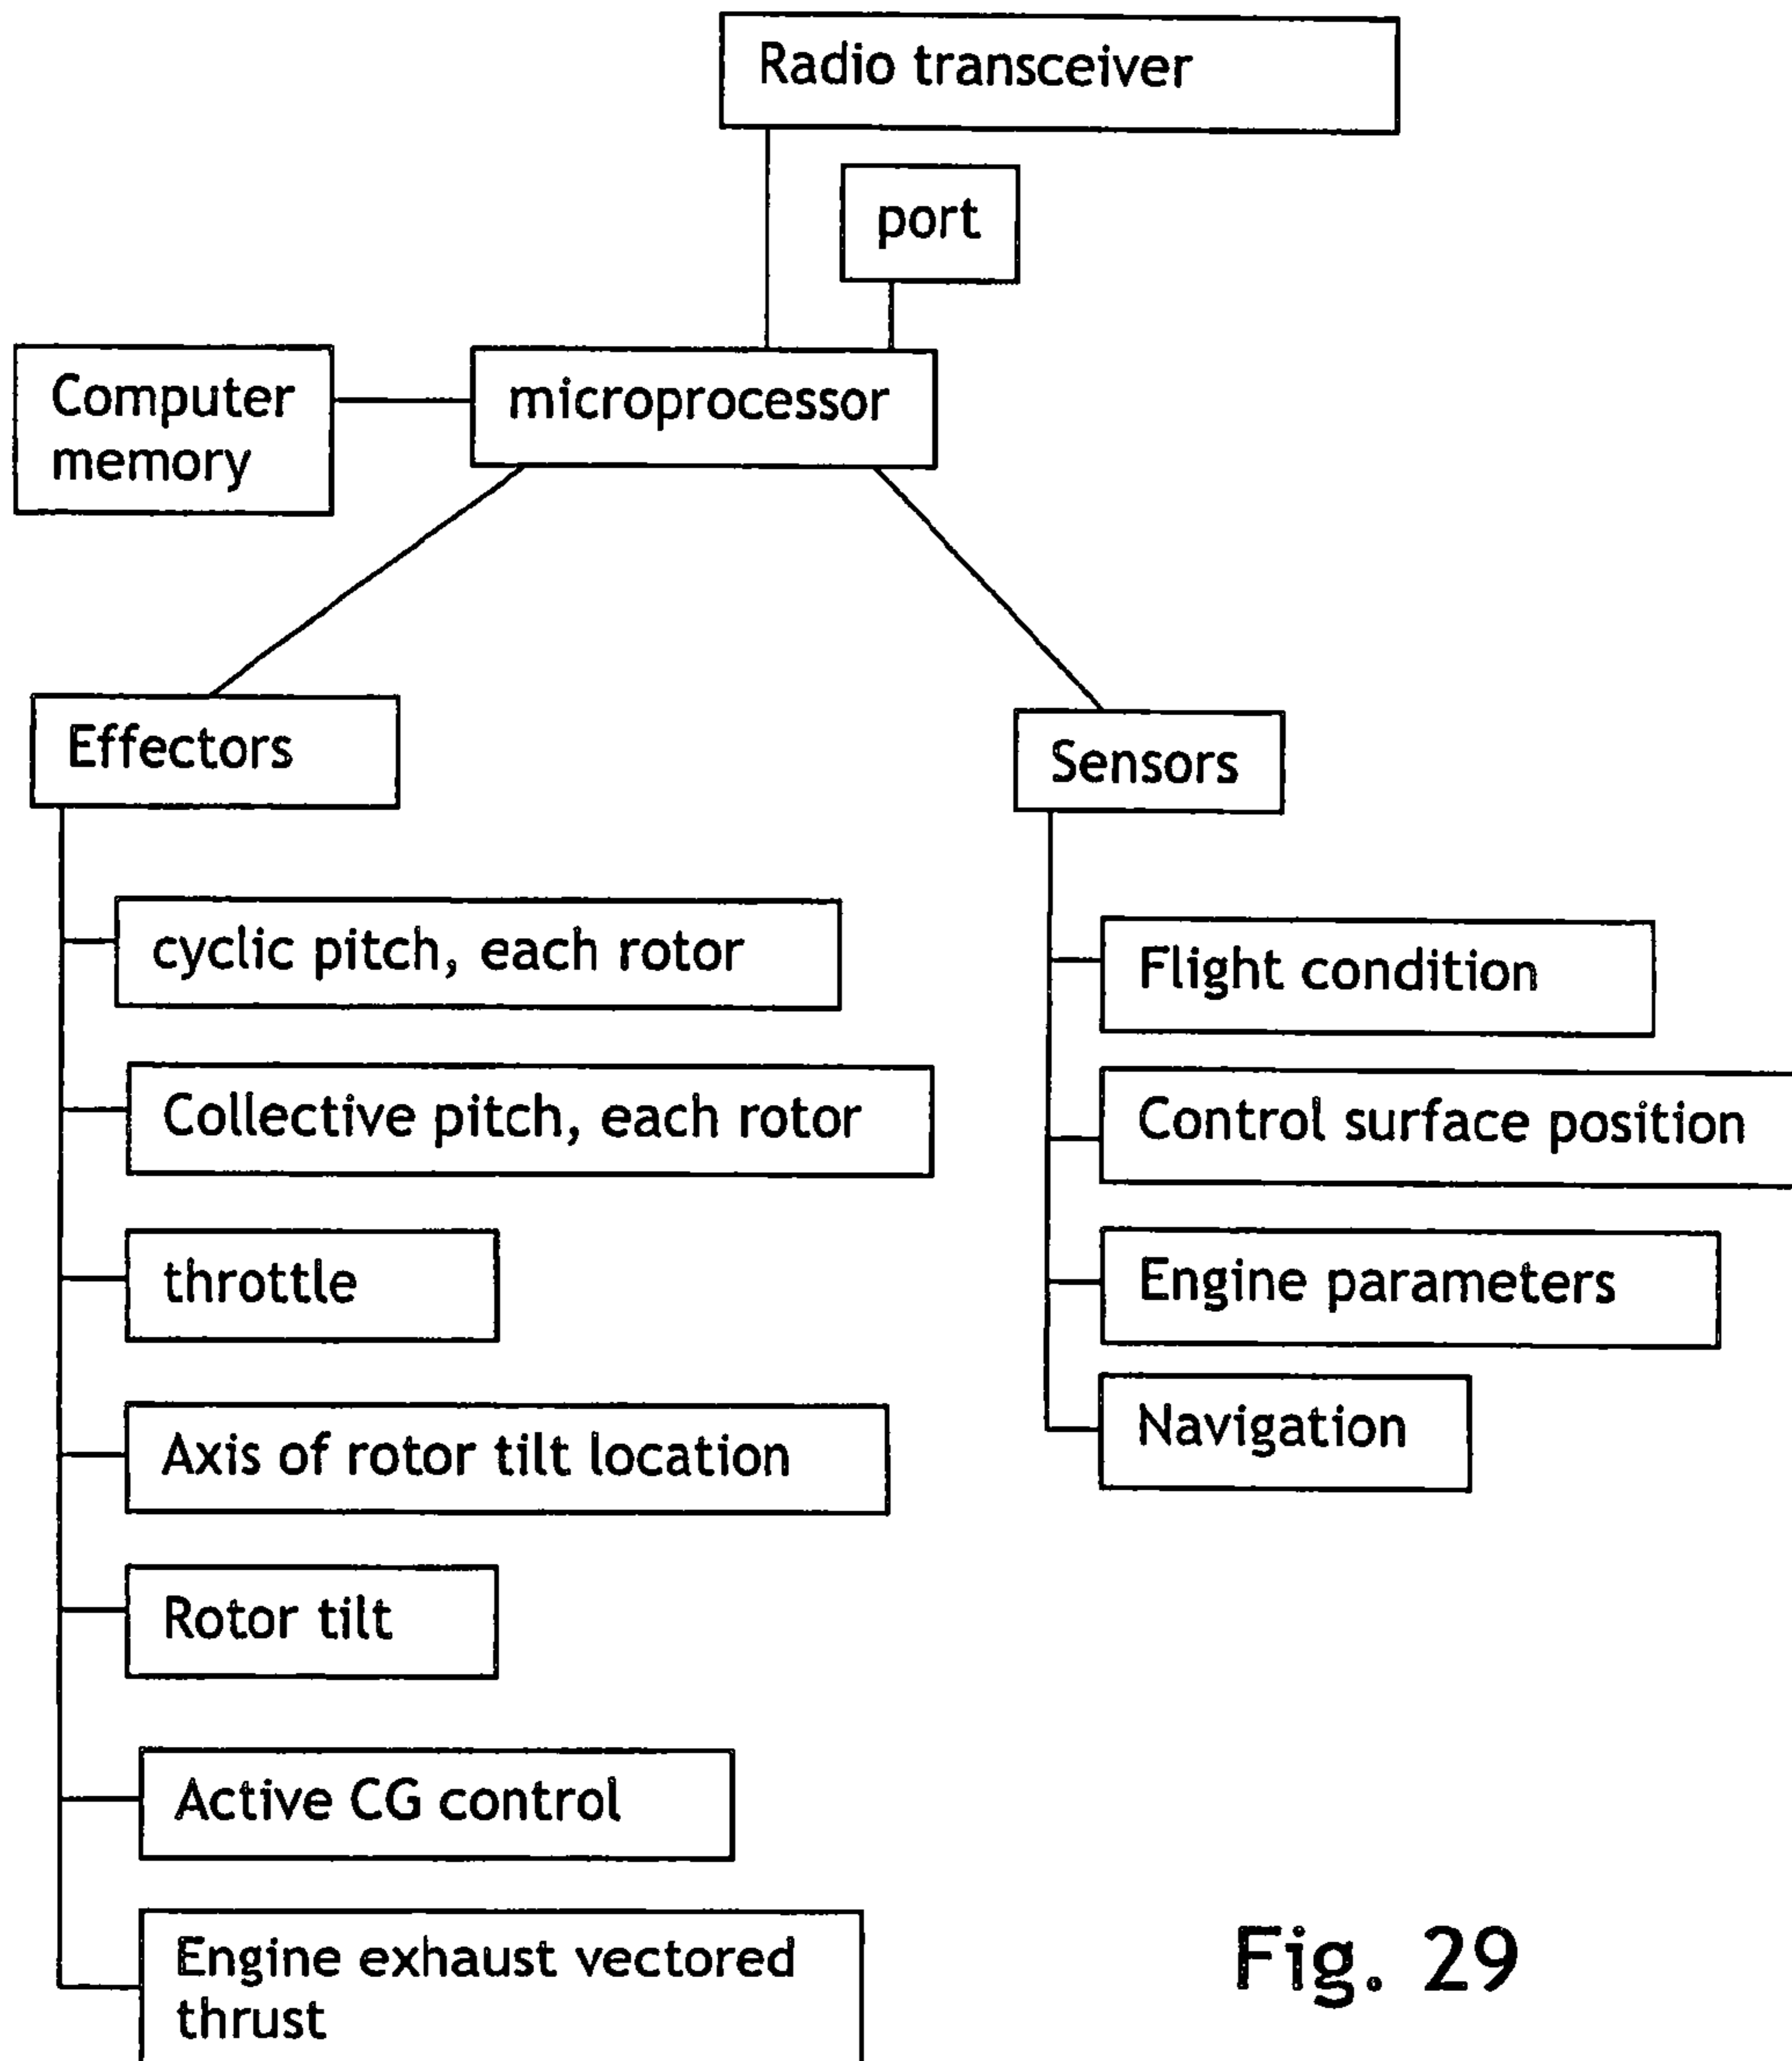 Radio transceiver
port
Computer
memory
microprocessor
Effectors
Sensors
cyclic pitch, each rotor
Collective pitch, each rotor
throttle
Axis of rotor tilt location
Rotor tilt
Active CG control
Engine exhaust vectored
thrust
Flight condition
Control surface position
Engine parameters
Navigation
Fig. 29